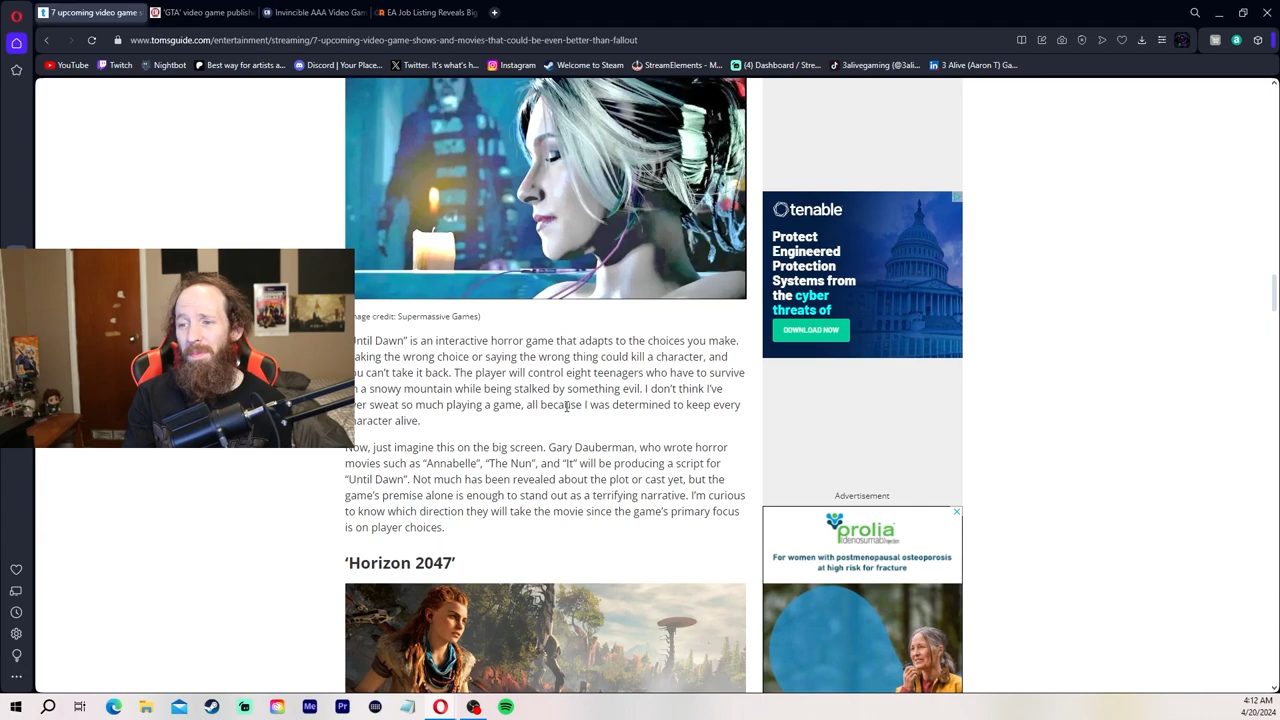 7 upcoming video game s
'GTA' video game publishe
Invincible AAA Video Gam
EA Job Listing Reveals Big
www.tomsguide.com/entertainment/streaming/7-upcoming-video-game-shows-and-movies-that-could-be-even-better-than-fallout
YouTube
Twitch
Nightbot
Best way for artists a...
Discord | Your Place...
Twitter. It's what's h...
Instagram
Welcome to Steam
StreamElements - M...
(4) Dashboard / Stre...
3alivegaming (@3ali...
3 Alive (Aaron T) Ga...
tenable
Protect
Engineered
Protection
Systems from
the cyber
threats of
DOWNLOAD NOW
mage credit: Supermassive Games)
Until Dawn” is an interactive horror game that adapts to the choices you make.
aking the wrong choice or saying the wrong thing could kill a character, and
ou can’t take it back. The player will control eight teenagers who have to survive
a snowy mountain while being stalked by something evil. I don’t think I’ve
er sweat so much playing a game, all because I was determined to keep every
haracter alive.
Now, just imagine this on the big screen. Gary Dauberman, who wrote horror
movies such as “Annabelle”, “The Nun”, and “It” will be producing a script for
“Until Dawn”. Not much has been revealed about the plot or cast yet, but the
game’s premise alone is enough to stand out as a terrifying narrative. I’m curious
to know which direction they will take the movie since the game’s primary focus
is on player choices.
‘Horizon 2047’
Advertisement
prolia
(denosumab) injection
For women with postmenopausal osteoporosis
at high risk for fracture
4:12 AM
4/20/2024